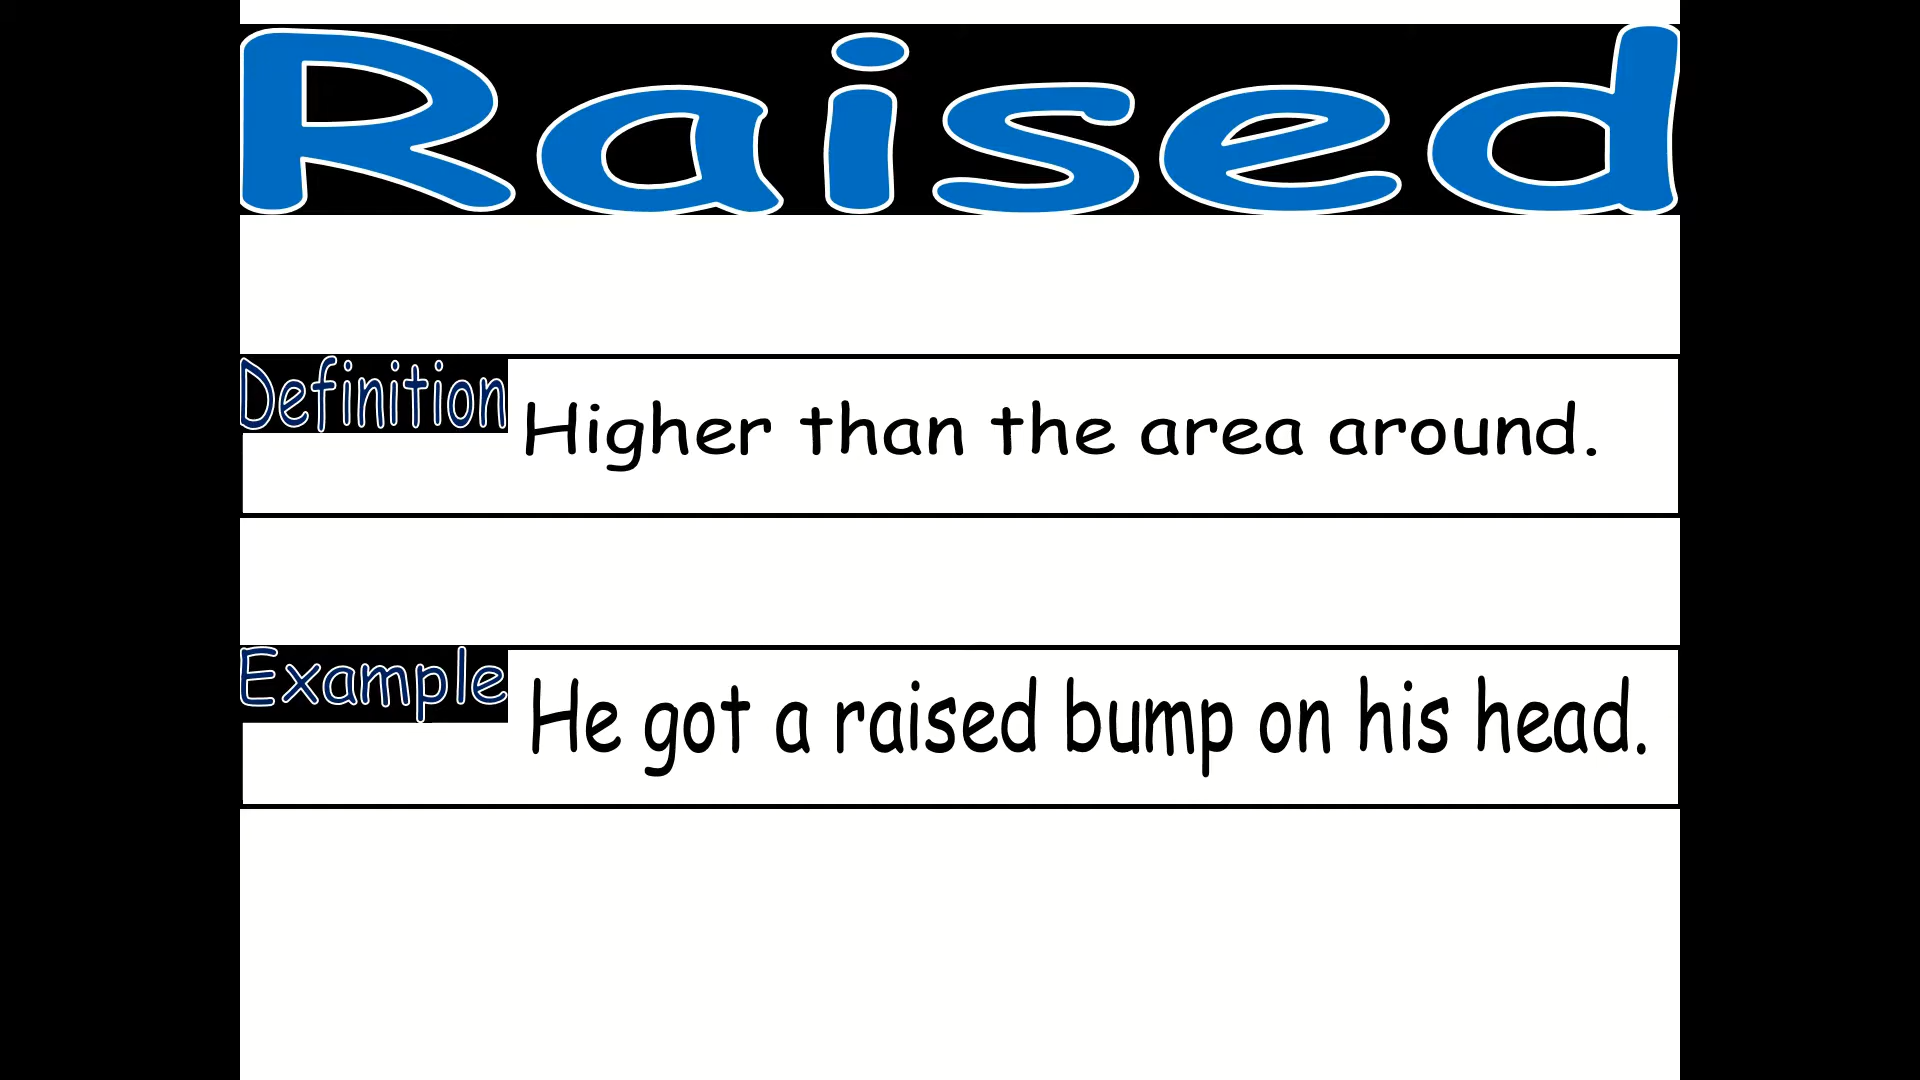 Raised
Definition
Higher than the area around.
Example
He got a raised bump on his head.